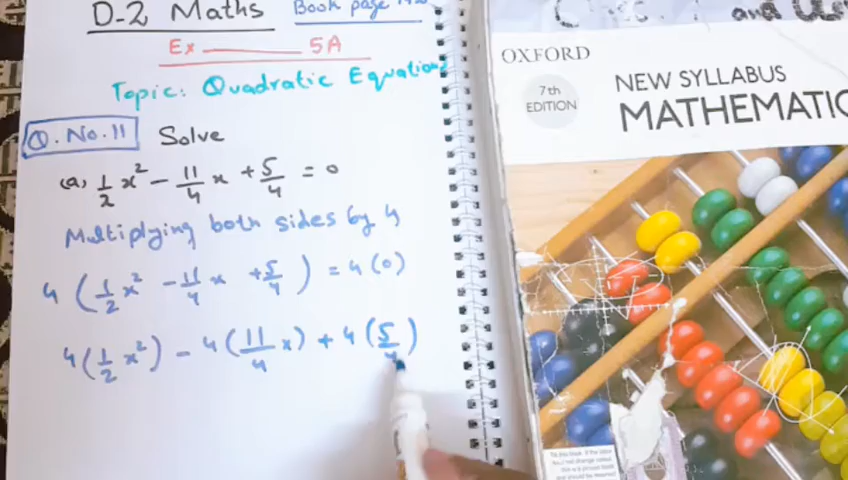 D-2 Maths
Book page
Ex 5A
Topic: Quadratic Equations
Q.No.11 Solve
(a) 1/2 x² - 11/4 x + 5/4 = 0
Multiplying both sides by 4
4 ( 1/2 x² - 11/4 x + 5/4 ) = 4 (0)
4 ( 1/2 x² ) - 4 ( 11/4 x ) + 4 ( 5/4 )
and
OXFORD
7th
EDITION
NEW SYLLABUS
MATHEMATIC